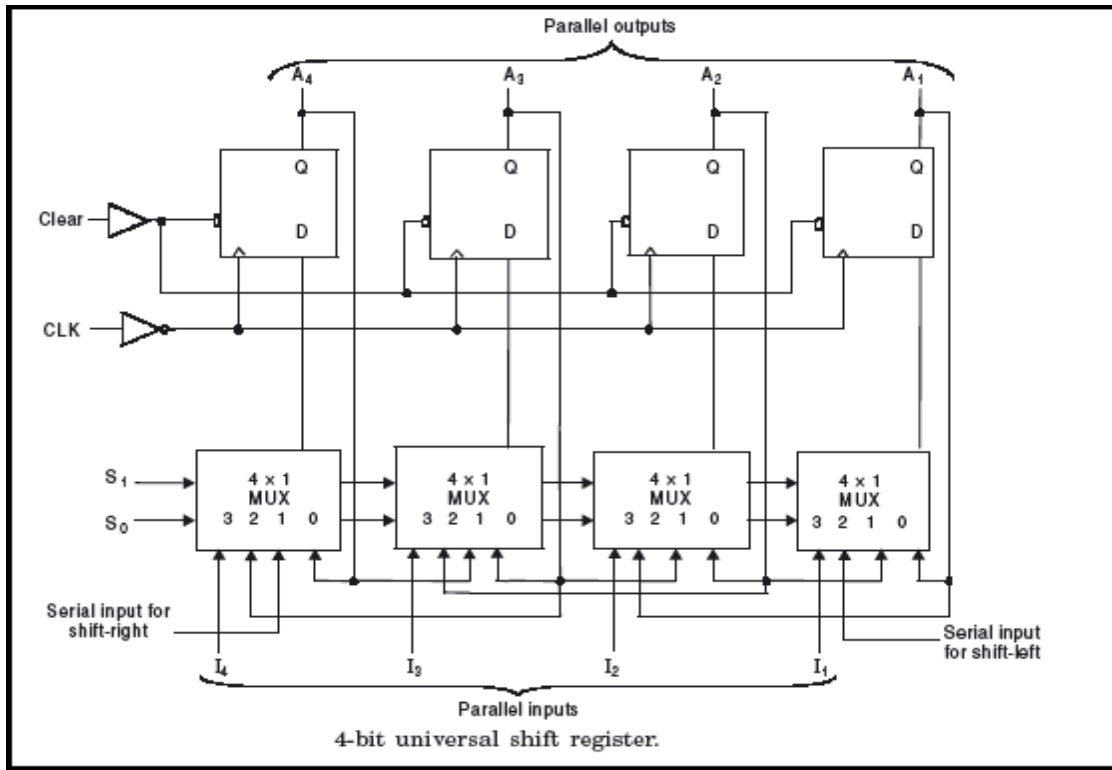 Parallel outputs
A4 A3 A2 A1
Q Q Q Q
Clear
D D D D
CLK
S1
4 × 1 4 × 1 4 × 1 4 × 1
MUX MUX MUX MUX
S0
3 2 1 0 3 2 1 0 3 2 1 0 3 2 1 0
Serial input for
shift-right
Serial input
for shift-left
I4 I3 I2 I1
Parallel inputs
4-bit universal shift register.